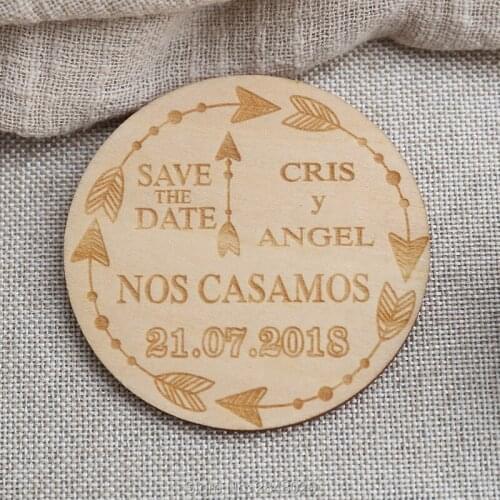 SAVE
THE
DATE
CRIS
y
ANGEL
NOS CASAMOS
21.07.2018